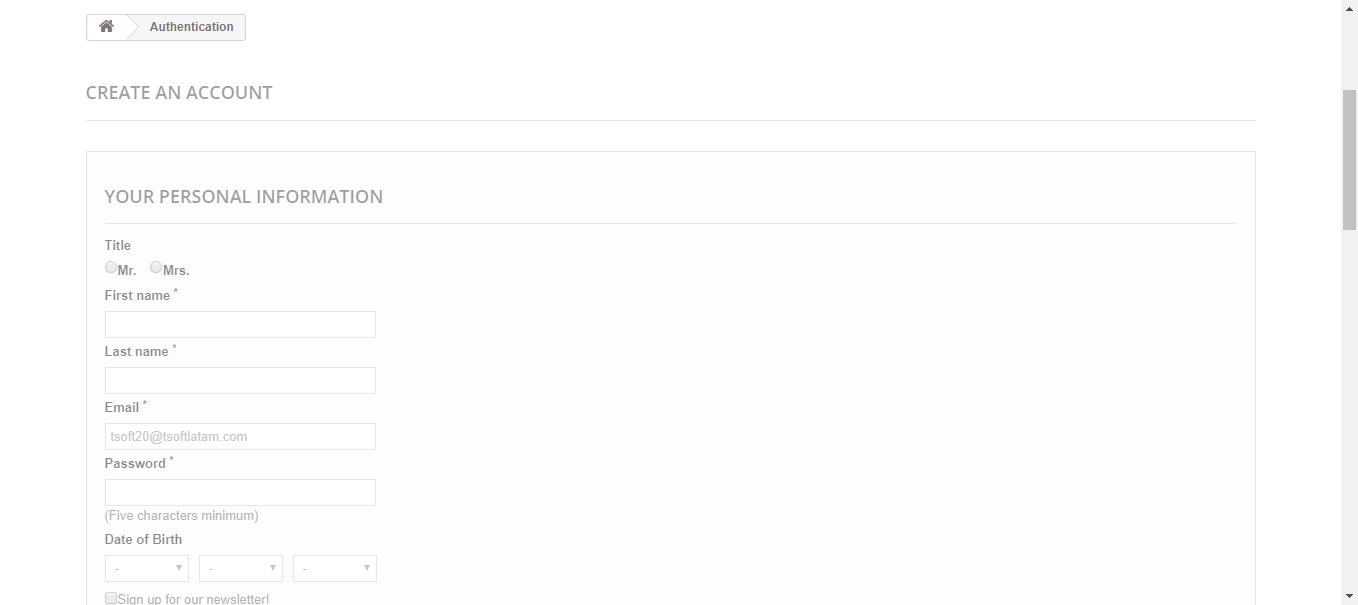 Authentication
CREATE AN ACCOUNT
YOUR PERSONAL INFORMATION
Title
Mr. Mrs.
First name *
Last name *
Email *
tsoft20@tsoftlatam.com
Password *
(Five characters minimum)
Date of Birth
- - -
Sign up for our newsletter!